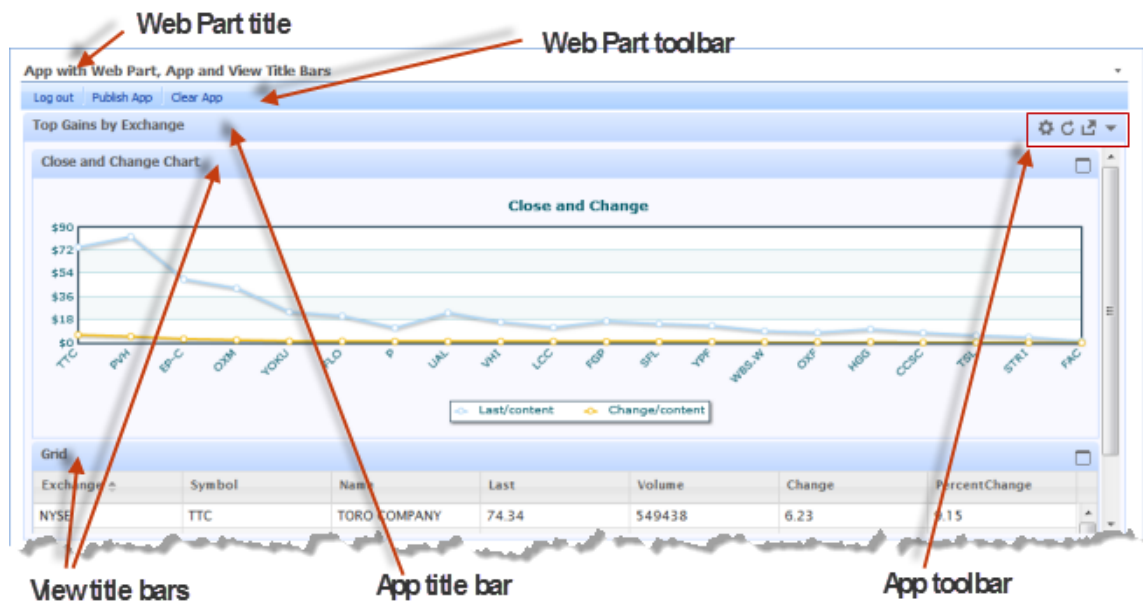 Web Part title
Web Part toolbar
App with Web Part, App and View Title Bars
Log out Publish App Clear App
Top Gains by Exchange
Close and Change Chart
Close and Change
$90
$72
$54
$36
$18
$0
TTC PVH EP-C OXM YOKU FLO P UAL VHI LCC FGP SFL YPF WBS.W OXF HGG CCSC TSL STRI FAC
Last/content Change/content
Grid
Exchange Symbol Name Last Volume Change PercentChange
NYSE TTC TORO COMPANY 74.34 549438 6.23 9.15
View title bars App title bar App toolbar